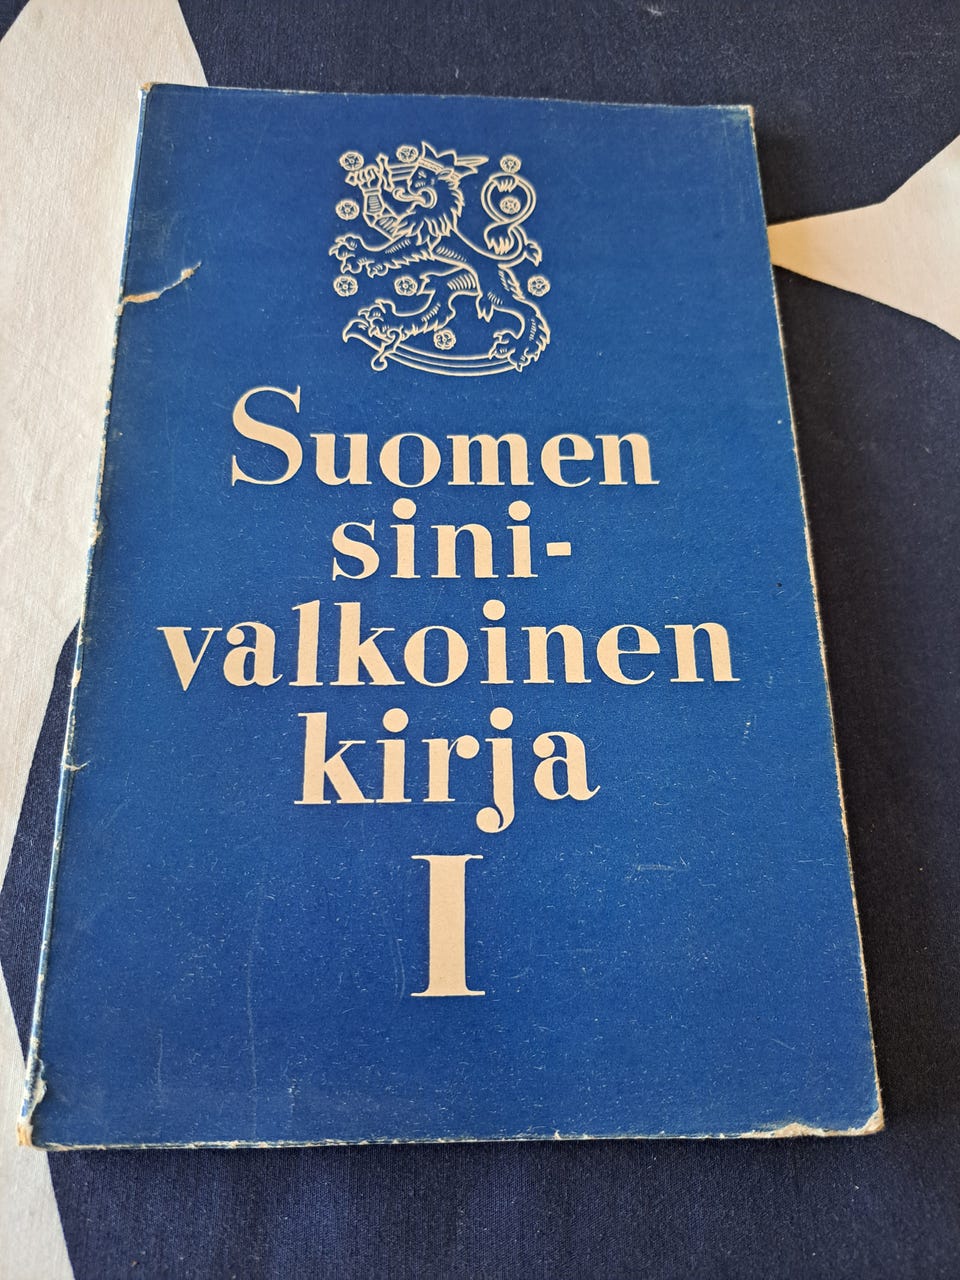 Suomen
sini-
valkoinen
kirja
I